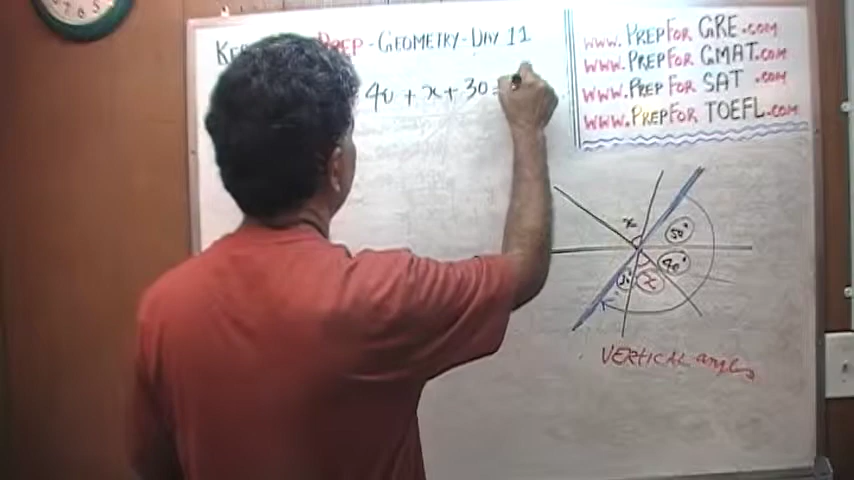 PREP - GEOMETRY - DAY 11
40 + x + 30 =
www. PREPFOR GRE.com
www. PREPFOR GMAT.com
www. PREPFOR SAT .com
www. PREPFOR TOEFL.com
x
50°
40°
30°
x
VERTICAL angles